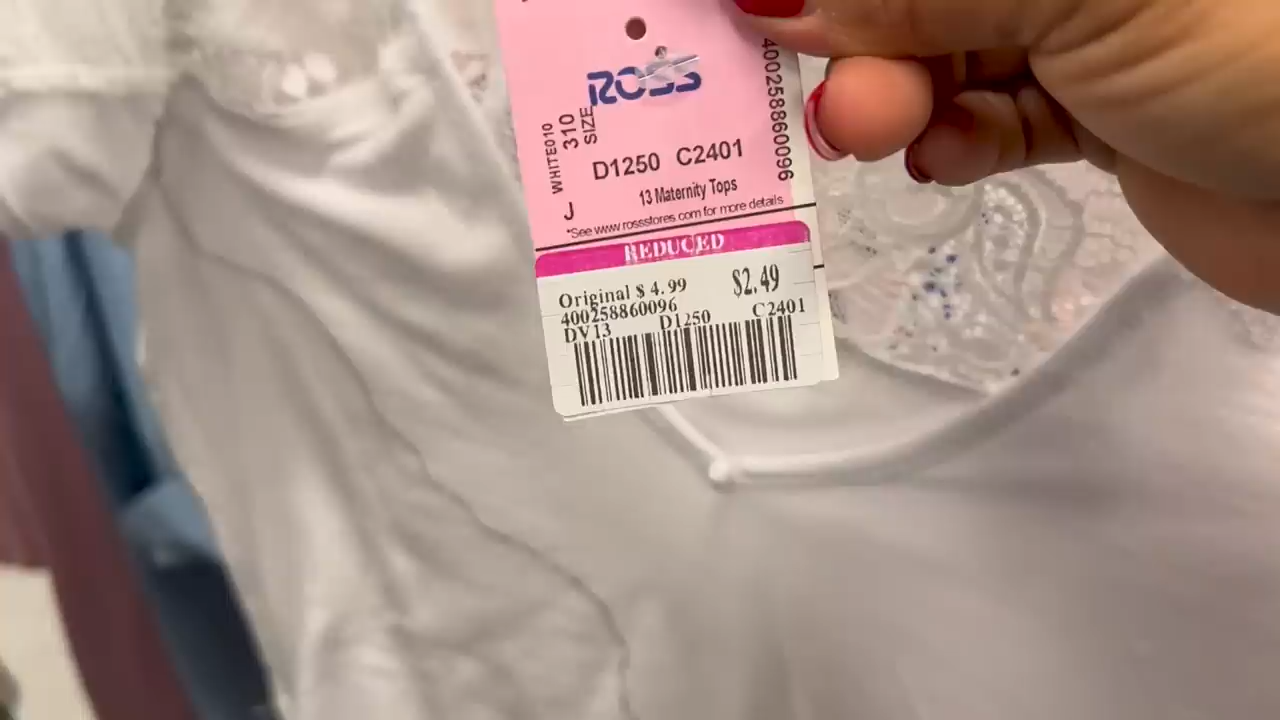 ROSS
WHITE010
310
SIZE
J
400258860096
D1250 C2401
13 Maternity Tops
*See www.rossstores.com for more details
REDUCED
Original $ 4.99 $2.49
400258860096
DV13 D1250 C2401